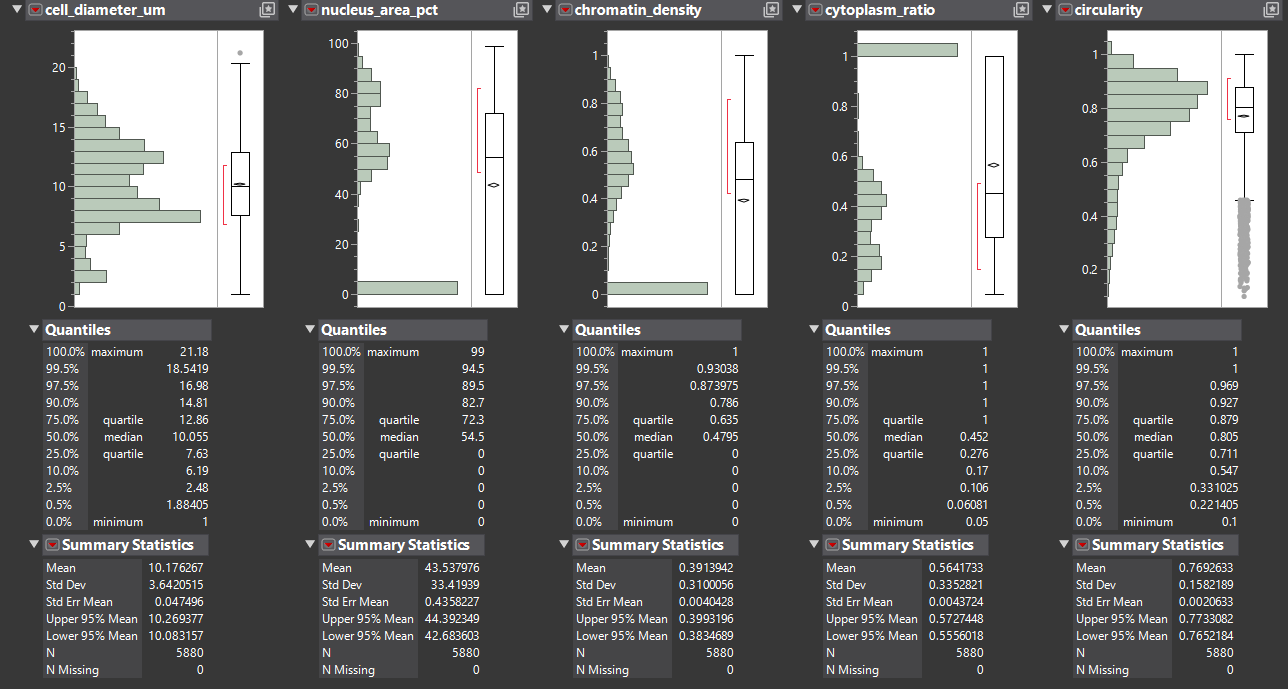 cell_diameter_um
20
15
10
5
0
Quantiles
100.0% maximum 21.18
99.5% 18.5419
97.5% 16.98
90.0% 14.81
75.0% quartile 12.86
50.0% median 10.055
25.0% quartile 7.63
10.0% 6.19
2.5% 2.48
0.5% 1.88405
0.0% minimum 1
Summary Statistics
Mean 10.176267
Std Dev 3.6420515
Std Err Mean 0.047496
Upper 95% Mean 10.269377
Lower 95% Mean 10.083157
N 5880
N Missing 0
nucleus_area_pct
100
80
60
40
20
0
Quantiles
100.0% maximum 99
99.5% 94.5
97.5% 89.5
90.0% 82.7
75.0% quartile 72.3
50.0% median 54.5
25.0% quartile 0
10.0% 0
2.5% 0
0.5% 0
0.0% minimum 0
Summary Statistics
Mean 43.537976
Std Dev 33.41939
Std Err Mean 0.4358227
Upper 95% Mean 44.392349
Lower 95% Mean 42.683603
N 5880
N Missing 0
chromatin_density
1
0.8
0.6
0.4
0.2
0
Quantiles
100.0% maximum 1
99.5% 0.93038
97.5% 0.873975
90.0% 0.786
75.0% quartile 0.635
50.0% median 0.4795
25.0% quartile 0
10.0% 0
2.5% 0
0.5% 0
0.0% minimum 0
Summary Statistics
Mean 0.3913942
Std Dev 0.3100056
Std Err Mean 0.0040428
Upper 95% Mean 0.3993196
Lower 95% Mean 0.3834689
N 5880
N Missing 0
cytoplasm_ratio
1
0.8
0.6
0.4
0.2
0
Quantiles
100.0% maximum 1
99.5% 1
97.5% 1
90.0% 1
75.0% quartile 1
50.0% median 0.452
25.0% quartile 0.276
10.0% 0.17
2.5% 0.106
0.5% 0.06081
0.0% minimum 0.05
Summary Statistics
Mean 0.5641733
Std Dev 0.3352821
Std Err Mean 0.0043724
Upper 95% Mean 0.5727448
Lower 95% Mean 0.5556018
N 5880
N Missing 0
circularity
1
0.8
0.6
0.4
0.2
Quantiles
100.0% maximum 1
99.5% 1
97.5% 0.969
90.0% 0.927
75.0% quartile 0.879
50.0% median 0.805
25.0% quartile 0.711
10.0% 0.547
2.5% 0.331025
0.5% 0.221405
0.0% minimum 0.1
Summary Statistics
Mean 0.7692633
Std Dev 0.1582189
Std Err Mean 0.0020633
Upper 95% Mean 0.7733082
Lower 95% Mean 0.7652184
N 5880
N Missing 0